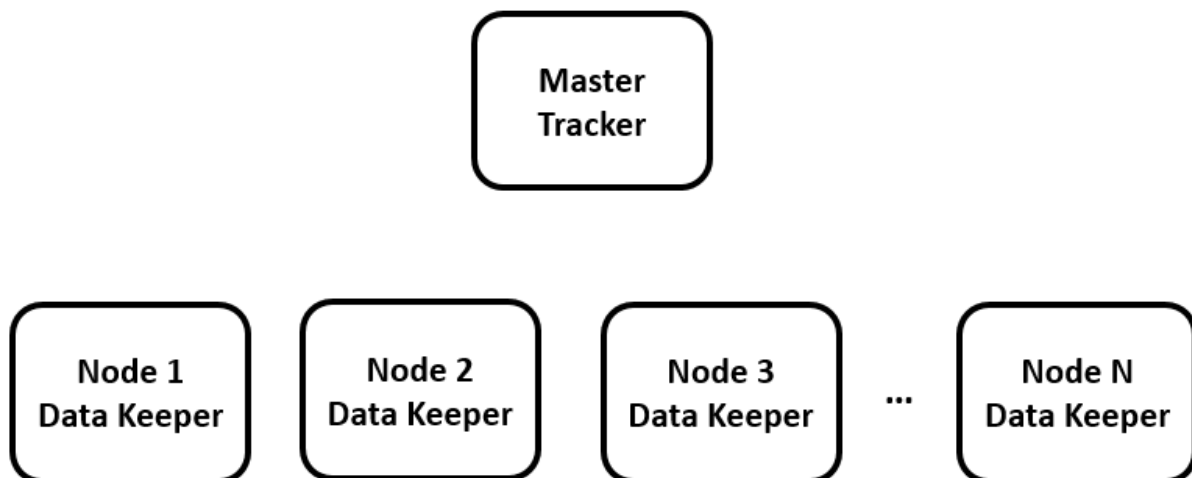 Master
Tracker
Node 1
Data Keeper
Node 2
Data Keeper
Node 3
Data Keeper
...
Node N
Data Keeper